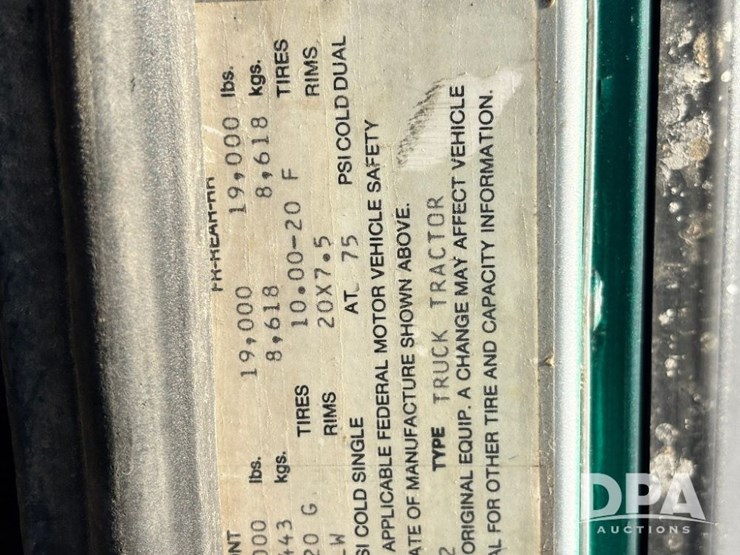 FR-REAR-RR
ONT
000 lbs. 19,000 19,000 lbs.
443 kgs. 8,618 8,618 kgs.
20 G TIRES 10.00-20 F TIRES
LW RIMS 20X7.5 RIMS
SI COLD SINGLE AT 75 PSI COLD DUAL
APPLICABLE FEDERAL MOTOR VEHICLE SAFETY
ATE OF MANUFACTURE SHOWN ABOVE.
2 TYPE TRUCK TRACTOR
ORIGINAL EQUIP. A CHANGE MAY AFFECT VEHICLE
AL FOR OTHER TIRE AND CAPACITY INFORMATION.
DPA
AUCTIONS